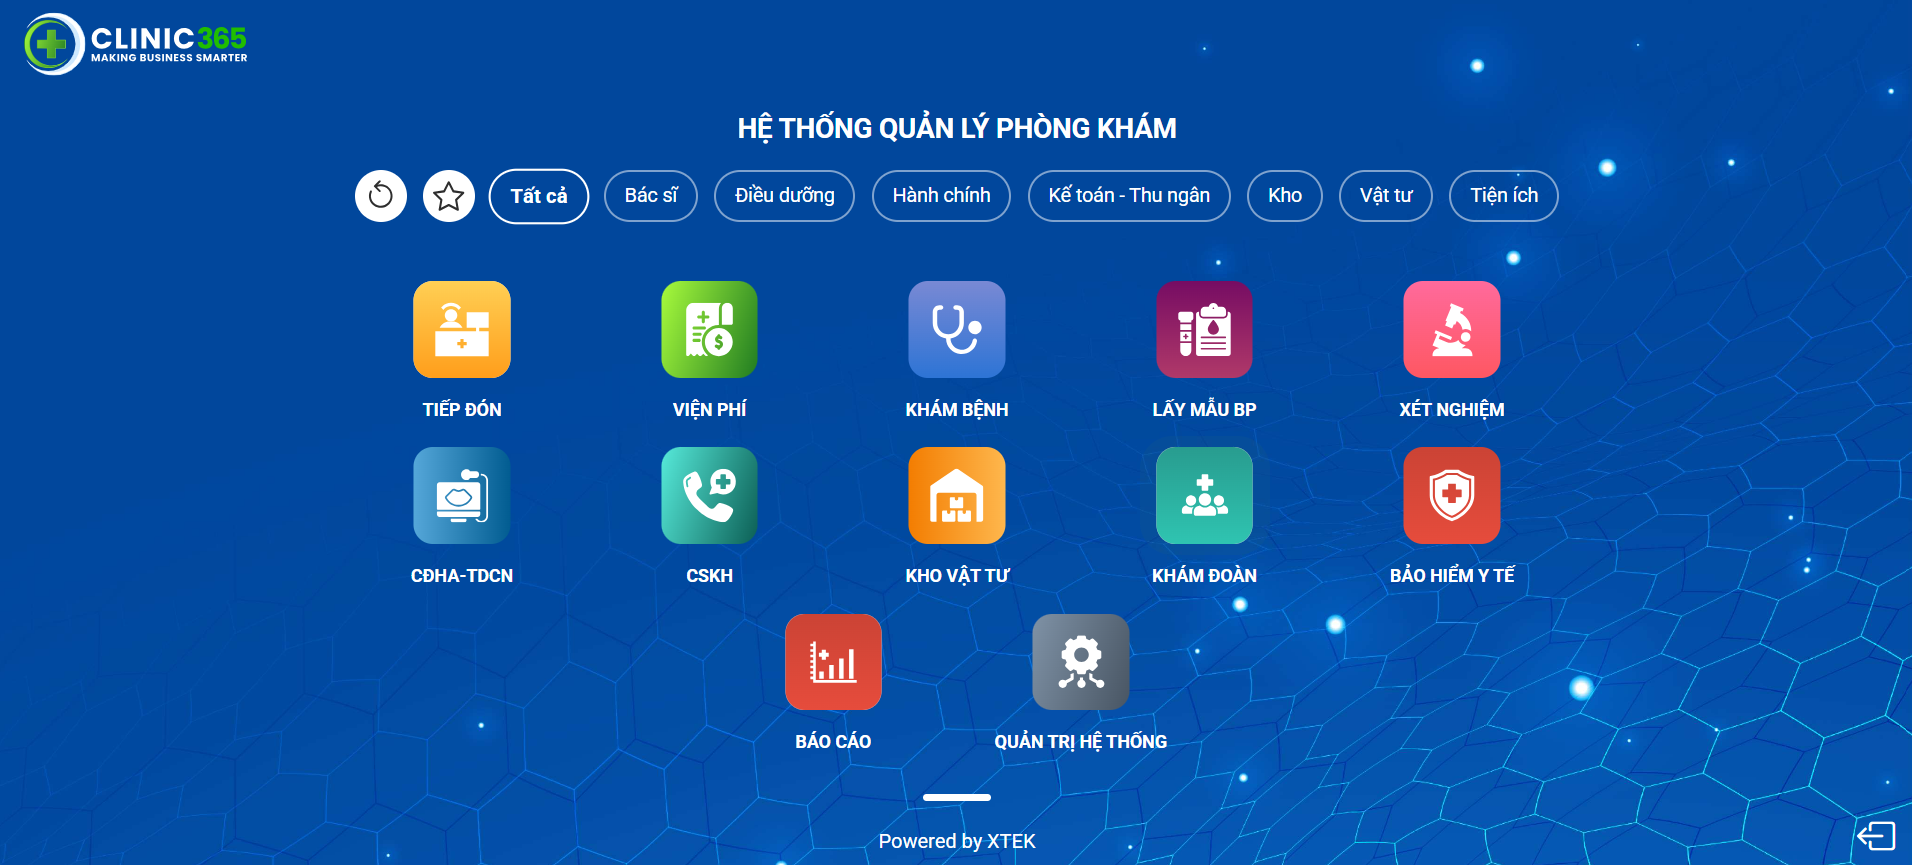 CLINIC 365
MAKING BUSINESS SMARTER
HỆ THỐNG QUẢN LÝ PHÒNG KHÁM
Tất cả
Bác sĩ
Điều dưỡng
Hành chính
Kế toán - Thu ngân
Kho
Vật tư
Tiện ích
TIẾP ĐÓN
VIỆN PHÍ
KHÁM BỆNH
LẤY MẪU BP
XÉT NGHIỆM
CĐHA-TDCN
CSKH
KHO VẬT TƯ
KHÁM ĐOÀN
BẢO HIỂM Y TẾ
BÁO CÁO
QUẢN TRỊ HỆ THỐNG
Powered by XTEK